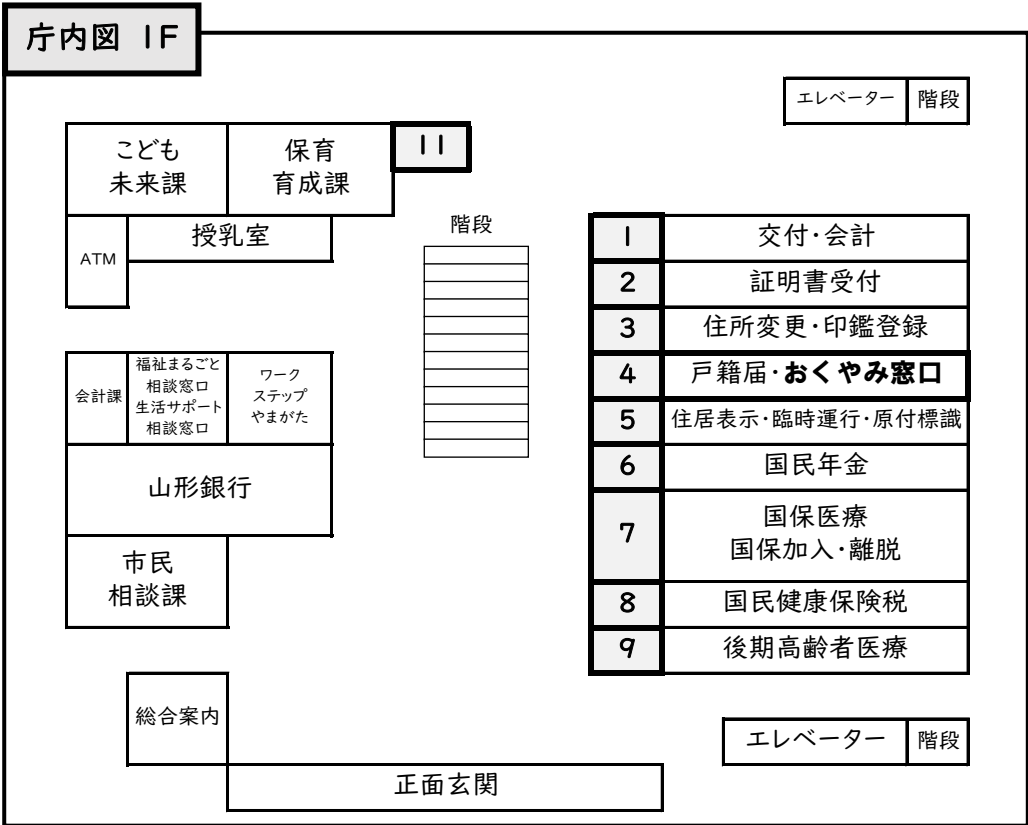 庁内図 1F
エレベーター 階段
こども
未来課
保育
育成課
11
授乳室
ATM
階段
1 交付・会計
2 証明書受付
3 住所変更・印鑑登録
4 戸籍届・おくやみ窓口
5 住居表示・臨時運行・原付標識
6 国民年金
7 国保医療
国保加入・離脱
8 国民健康保険税
9 後期高齢者医療
会計課
福祉まるごと
相談窓口
生活サポート
相談窓口
ワーク
ステップ
やまがた
山形銀行
市民
相談課
総合案内
エレベーター 階段
正面玄関